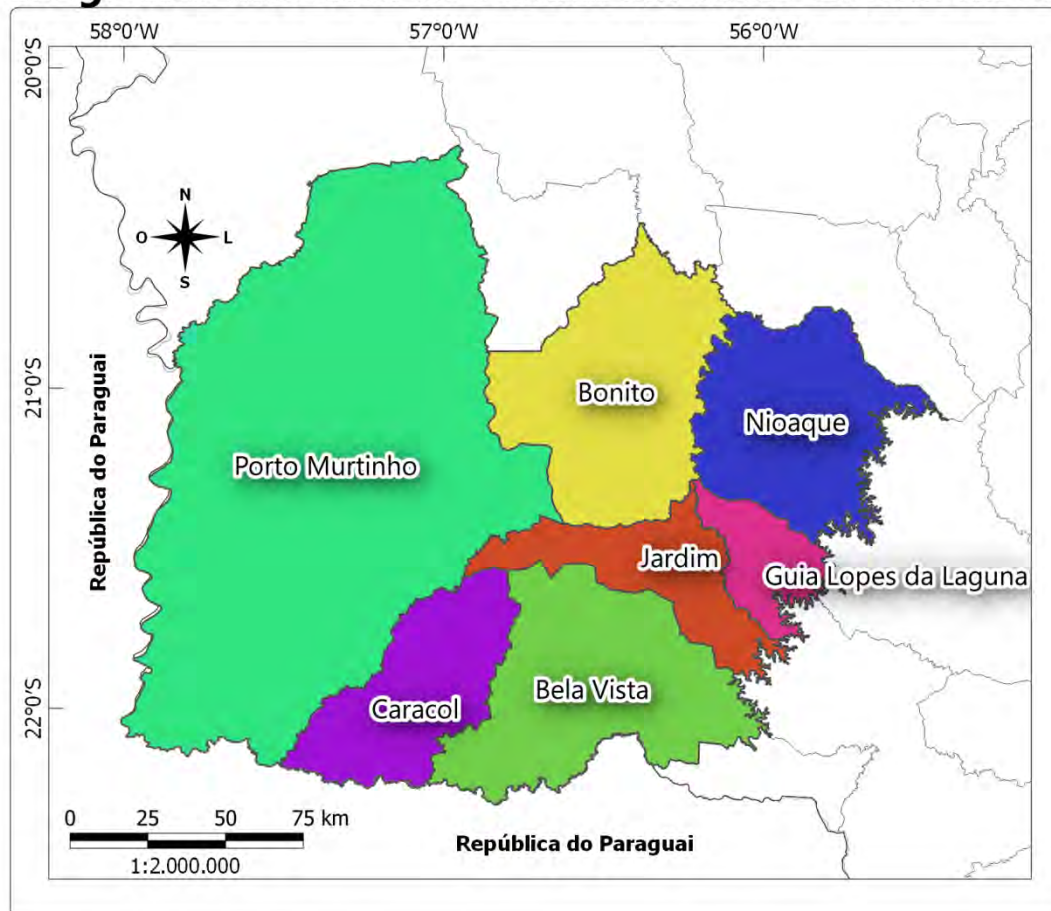 58°0'O 57°0'O 56°0'O
20°0'S
N
O L
S
Bonito
21°0'S
Nioaque
República do Paraguai
Porto Murtinho
Jardim
Guia Lopes da Laguna
Bela Vista
Caracol
22°0'S
0 25 50 75 km
1:2.000.000
República do Paraguai